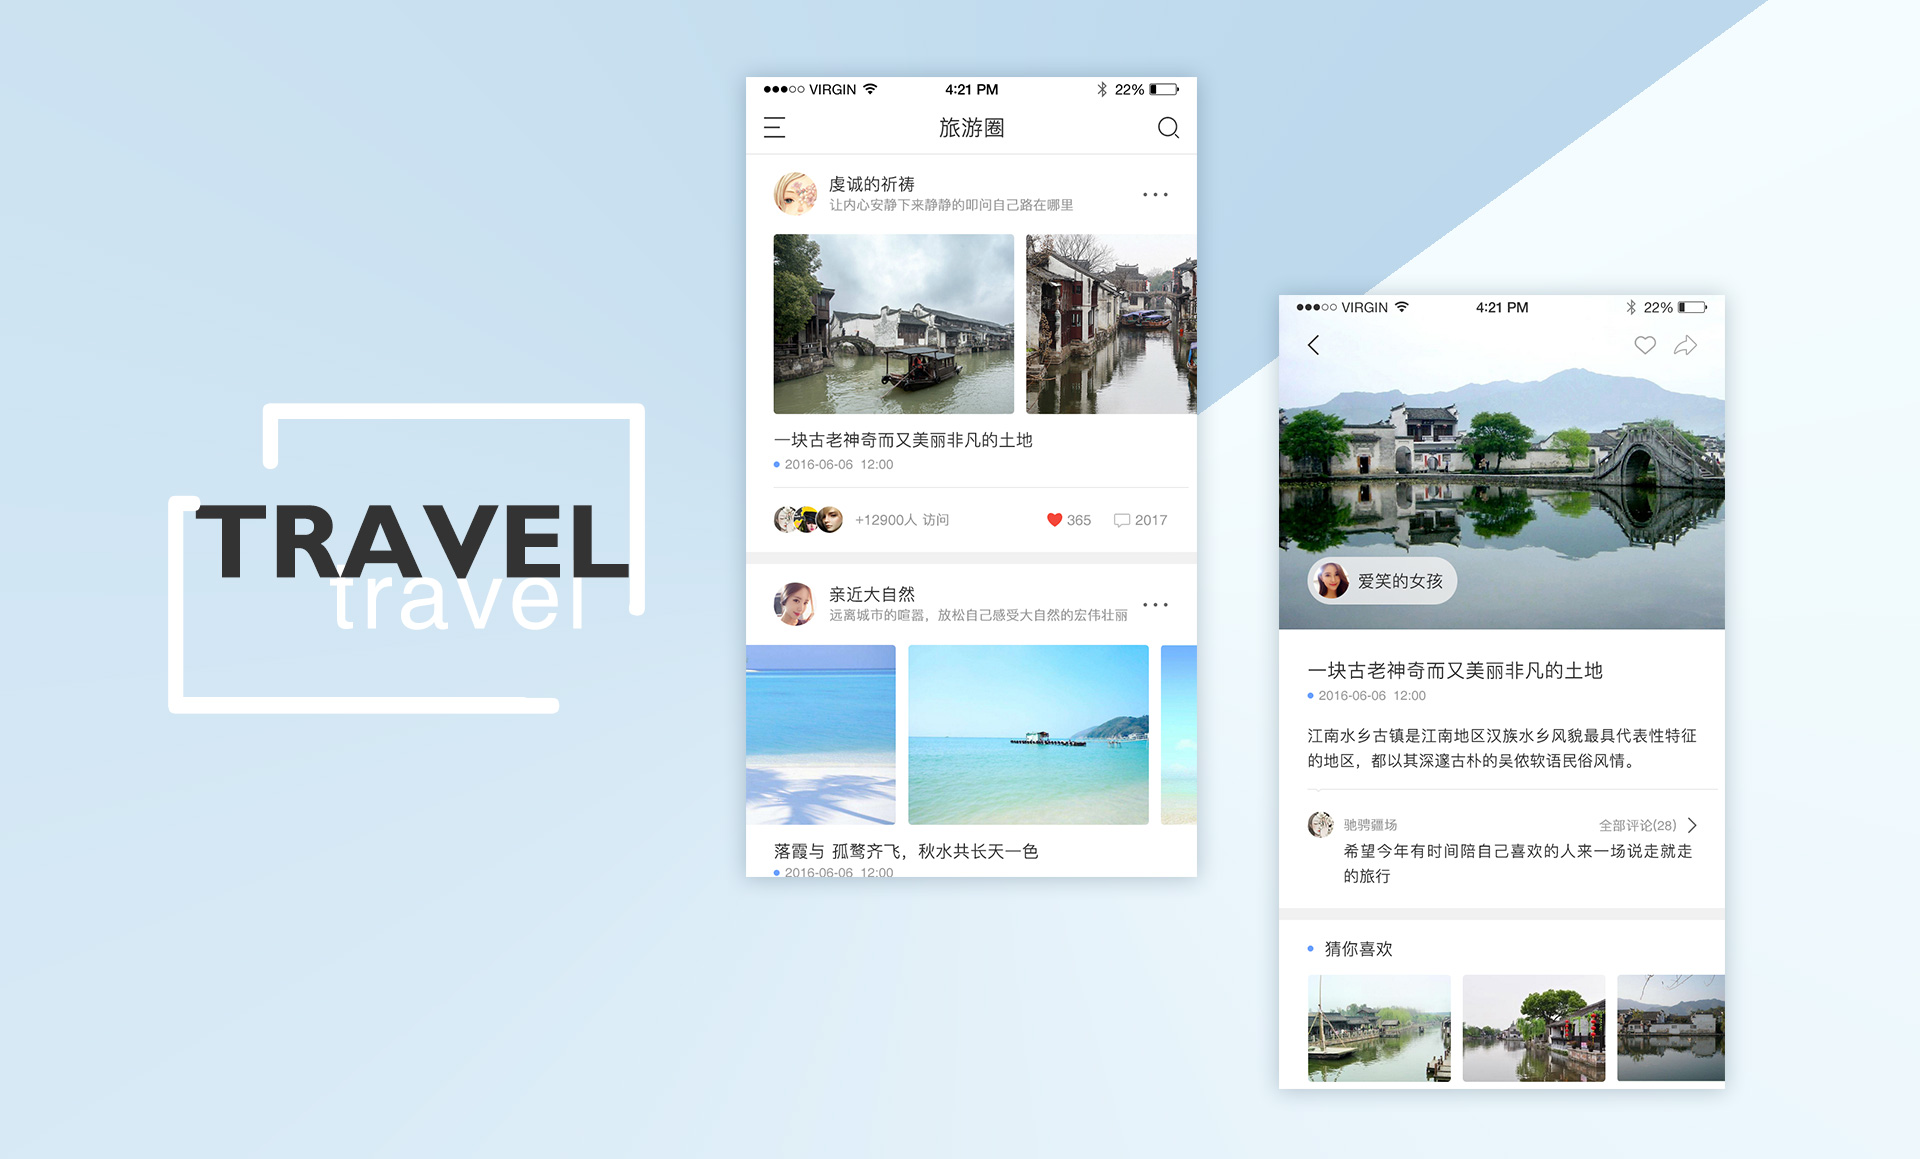 TRAVEL
travel
VIRGIN 4:21 PM 22%
旅游圈
虔诚的祈祷
让内心安静下来静静的叩问自己路在哪里
一块古老神奇而又美丽非凡的土地
2016-06-06 12:00
+12900人 访问 365 2017
亲近大自然
远离城市的喧嚣，放松自己感受大自然的宏伟壮丽
落霞与 孤鹜齐飞，秋水共长天一色
2016-06-06 12:00
VIRGIN 4:21 PM 22%
爱笑的女孩
一块古老神奇而又美丽非凡的土地
2016-06-06 12:00
江南水乡古镇是江南地区汉族水乡风貌最具代表性特征
的地区，都以其深邃古朴的吴侬软语民俗风情。
驰骋疆场 全部评论(28)
希望今年有时间陪自己喜欢的人来一场说走就走
的旅行
猜你喜欢